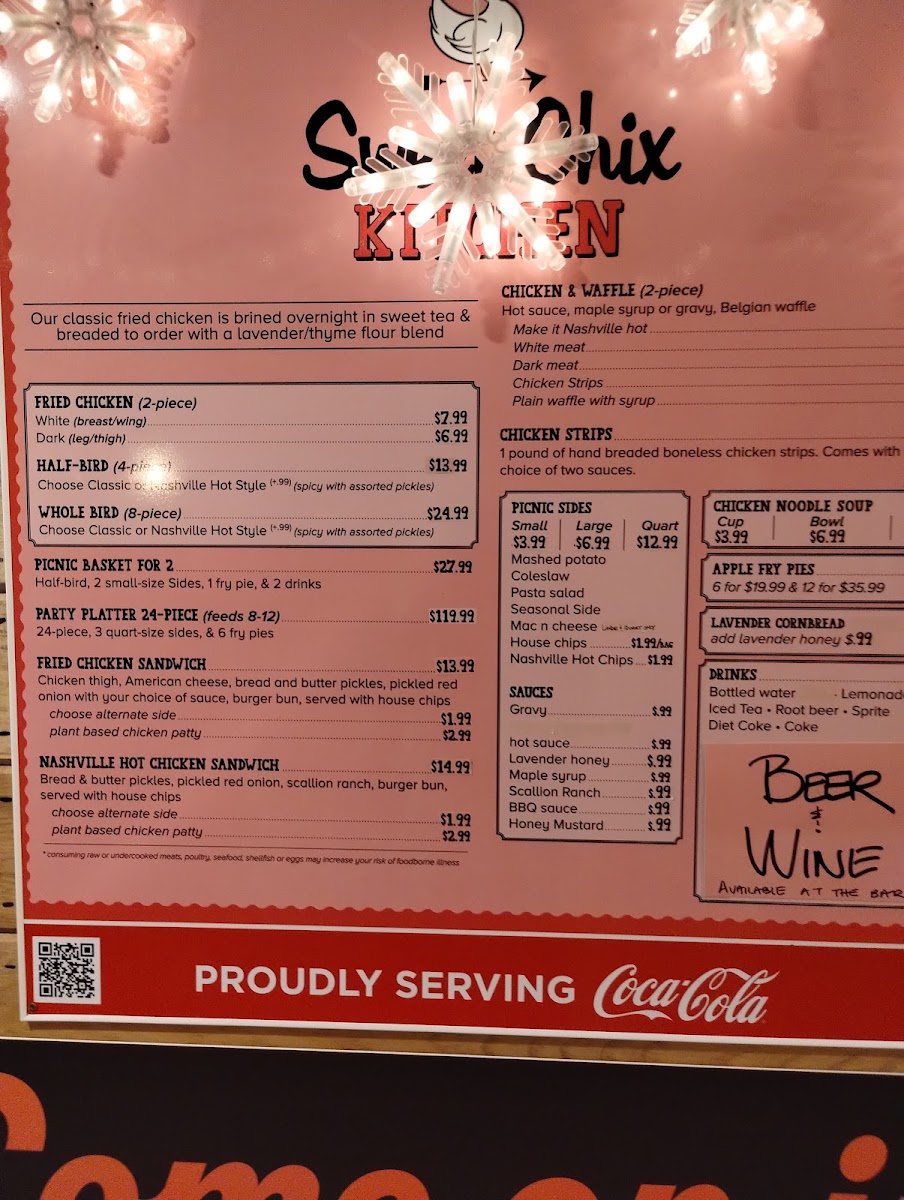 Chix
KITCHEN
Our classic fried chicken is brined overnight in sweet tea &
breaded to order with a lavender/thyme flour blend
FRIED CHICKEN (2-piece)
White (breast/wing) $7.99
Dark (leg/thigh) $6.99
HALF-BIRD (4-piece) $13.99
Choose Classic or Nashville Hot Style (+.99) (spicy with assorted pickles)
WHOLE BIRD (8-piece) $24.99
Choose Classic or Nashville Hot Style (+.99) (spicy with assorted pickles)
PICNIC BASKET FOR 2 $27.99
Half-bird, 2 small-size Sides, 1 fry pie, & 2 drinks
PARTY PLATTER 24-PIECE (feeds 8-12) $119.99
24-piece, 3 quart-size sides, & 6 fry pies
FRIED CHICKEN SANDWICH $13.99
Chicken thigh, American cheese, bread and butter pickles, pickled red
onion with your choice of sauce, burger bun, served with house chips
choose alternate side $1.99
plant based chicken patty $2.99
NASHVILLE HOT CHICKEN SANDWICH $14.99
Bread & butter pickles, pickled red onion, scallion ranch, burger bun,
served with house chips
choose alternate side $1.99
plant based chicken patty $2.99
* consuming raw or undercooked meats, poultry, seafood, shellfish or eggs may increase your risk of foodborne illness
CHICKEN & WAFFLE (2-piece)
Hot sauce, maple syrup or gravy, Belgian waffle
Make it Nashville hot
White meat
Dark meat
Chicken Strips
Plain waffle with syrup
CHICKEN STRIPS
1 pound of hand breaded boneless chicken strips. Comes with
choice of two sauces.
PICNIC SIDES
Small | Large | Quart
$3.99 | $6.99 | $12.99
Mashed potato
Coleslaw
Pasta salad
Seasonal Side
Mac n cheese
House chips $1.99/BAG
Nashville Hot Chips $1.99
SAUCES
Gravy $.99
hot sauce $.99
Lavender honey $.99
Maple syrup $.99
Scallion Ranch $.99
BBQ sauce $.99
Honey Mustard $.99
CHICKEN NOODLE SOUP
Cup | Bowl
$3.99 | $6.99
APPLE FRY PIES
6 for $19.99 & 12 for $35.99
LAVENDER CORNBREAD
add lavender honey $.99
DRINKS
Bottled water • Lemonad
Iced Tea • Root beer • Sprite
Diet Coke • Coke
BEER
&
WINE
AVAILABLE AT THE BAR
PROUDLY SERVING Coca-Cola